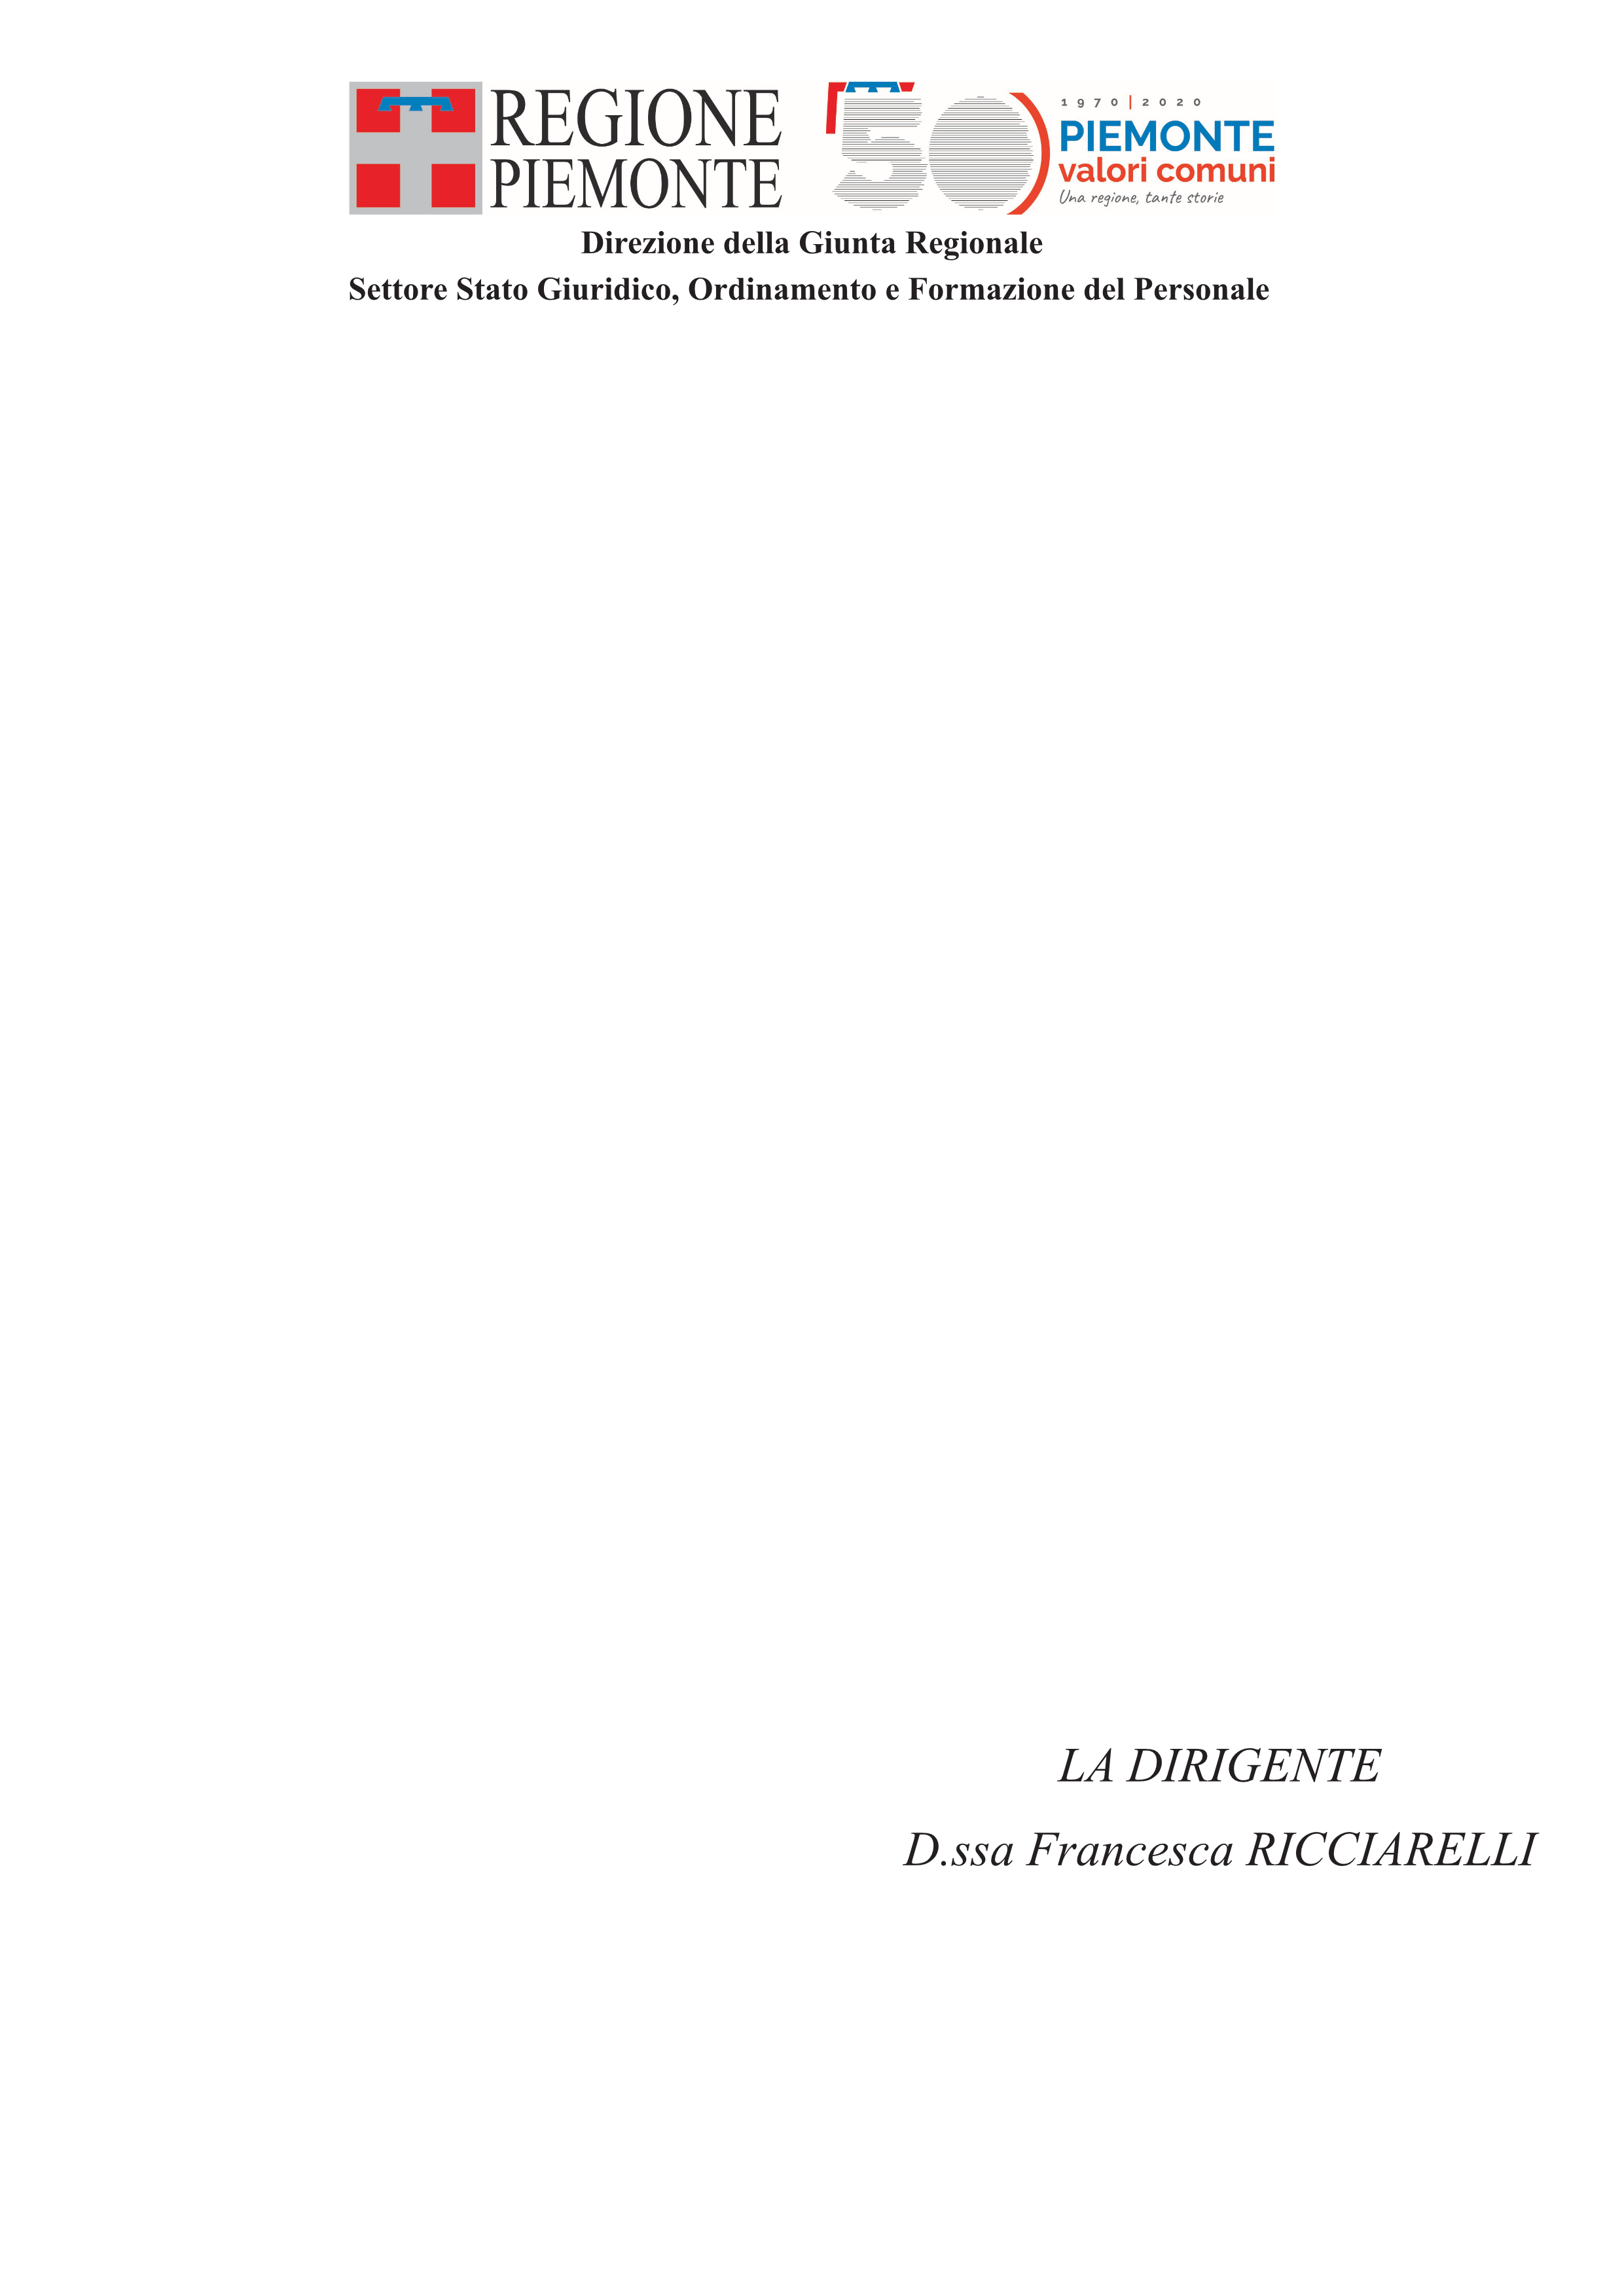 REGIONE
PIEMONTE
50
1970 | 2020
PIEMONTE
valori comuni
Una regione, tante storie
Direzione della Giunta Regionale
Settore Stato Giuridico, Ordinamento e Formazione del Personale
LA DIRIGENTE
D.ssa Francesca RICCIARELLI